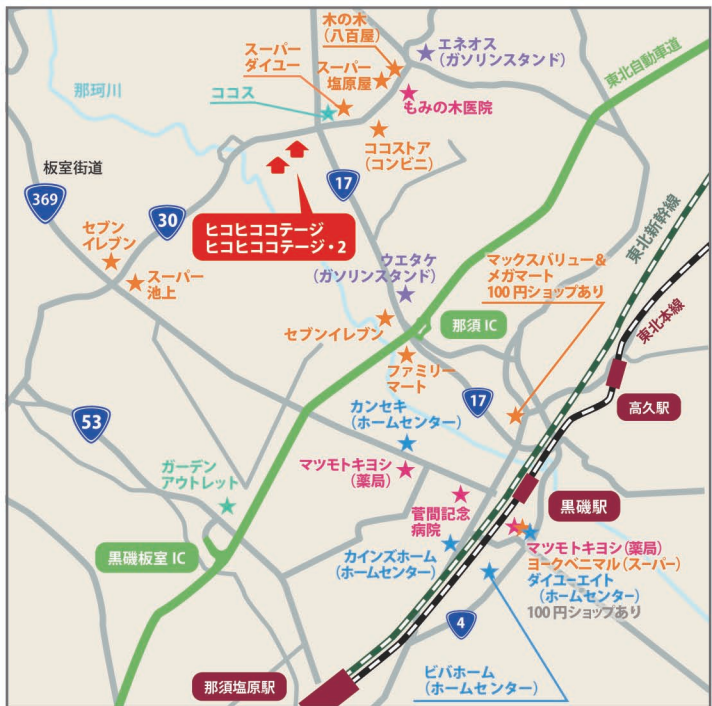 木の木
(八百屋)
エネオス
(ガソリンスタンド)
スーパー
ダイユー
スーパー
塩原屋
東北自動車道
那珂川
ココス
もみの木医院
ココストア
(コンビニ)
板室街道
369
30
17
ヒコヒココテージ
ヒコヒココテージ・2
セブン
イレブン
スーパー
池上
ウエタケ
(ガソリンスタンド)
マックスバリュー&
メガマート
100円ショップあり
東北新幹線
東北本線
セブンイレブン
那須IC
ファミリー
マート
53
カンセキ
(ホームセンター)
17
高久駅
ガーデン
アウトレット
マツモトキヨシ
(薬局)
菅間記念
病院
黒磯駅
黒磯板室IC
カインズホーム
(ホームセンター)
マツモトキヨシ(薬局)
ヨークベニマル(スーパー)
ダイユーエイト
(ホームセンター)
100円ショップあり
4
那須塩原駅
ビバホーム
(ホームセンター)